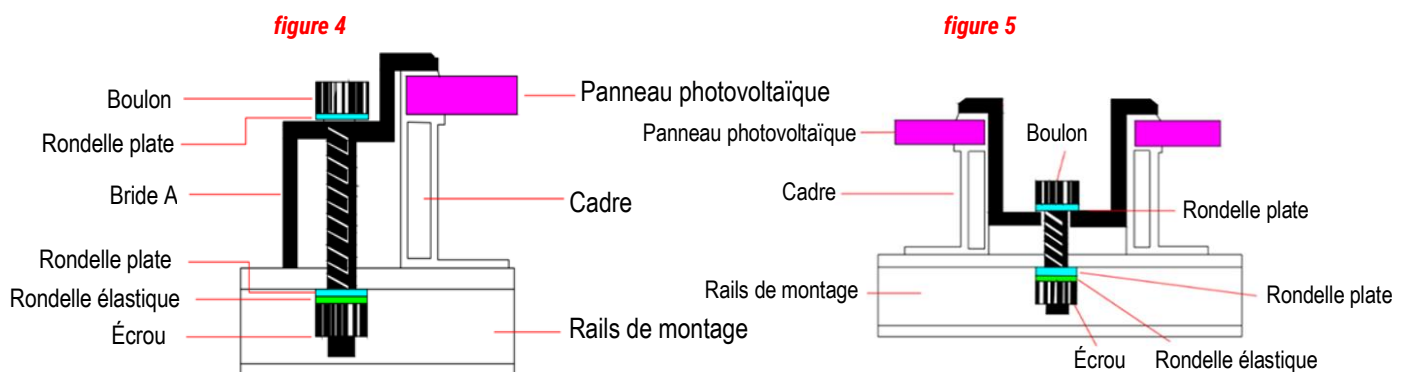 figure 4
Boulon
Rondelle plate
Bride A
Rondelle plate
Rondelle élastique
Écrou
Panneau photovoltaïque
Cadre
Rails de montage
figure 5
Panneau photovoltaïque
Boulon
Cadre
Rondelle plate
Rails de montage
Rondelle plate
Écrou
Rondelle élastique